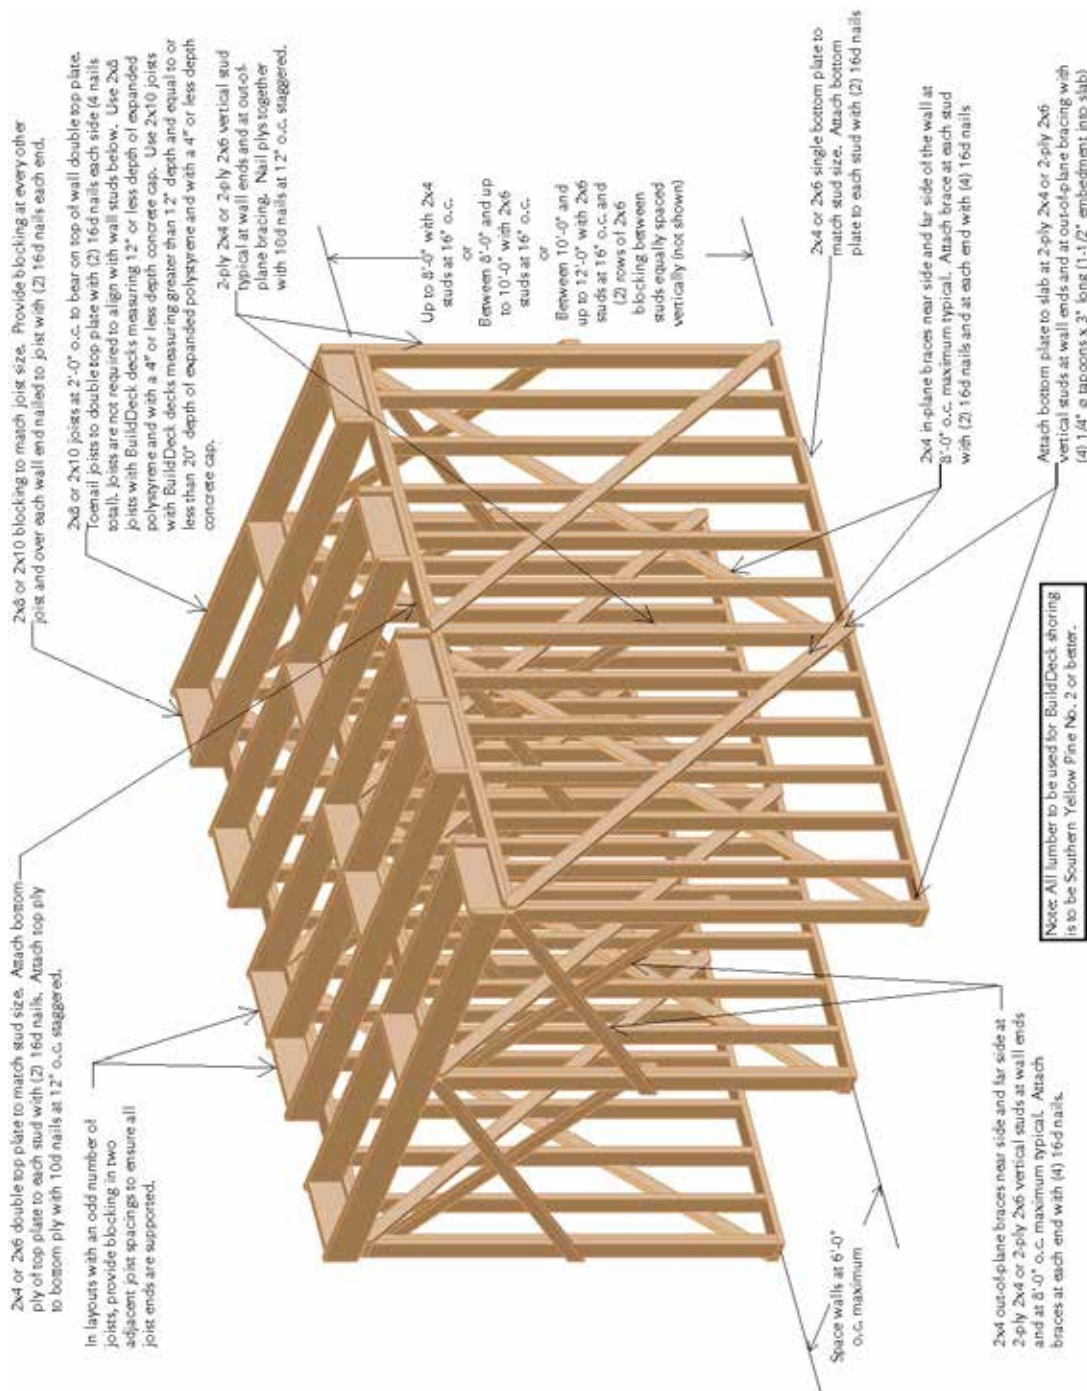 2x8 or 2x10 blocking to match joist size. Provide blocking at every other
joist and over each wall end nailed to joist with (2) 16d nails each end.
2x8 or 2x10 joists at 2'-0" o.c. to bear on top of wall double top plate.
Toenail joists to double top plate with (2) 16d nails each side (4 nails
total). Joists are not required to align with wall studs below. Use 2x8
joists with BuildDeck decks measuring 12" or less depth of expanded
polystyrene and with a 4" or less depth concrete cap. Use 2x10 joists
with BuildDeck decks measuring greater than 12" depth and equal to or
less than 20" depth of expanded polystyrene and with a 4" or less depth
concrete cap.
2-ply 2x4 or 2-ply 2x6 vertical stud
typical at wall ends and at out-of-
plane bracing. Nail plys together
with 10d nails at 12" o.c. staggered.
Up to 8'-0" with 2x4
studs at 16" o.c.
or
Between 8'-0" and up
to 10'-0" with 2x6
studs at 16" o.c.
or
Between 10'-0" and
up to 12'-0" with 2x6
studs at 16" o.c. and
(2) rows of 2x6
blocking between
studs equally spaced
vertically (not shown)
2x4 or 2x6 single bottom plate to
match stud size. Attach bottom
plate to each stud with (2) 16d nails
2x4 in-plane braces near side and far side of the wall at
8'-0" o.c. maximum typical. Attach brace at each stud
with (2) 16d nails and at each end with (4) 16d nails
Attach bottom plate to slab at 2-ply 2x4 or 2-ply 2x6
vertical studs at wall ends and at out-of-plane bracing with
(4) 1/4" ø tapcons x 3" long (1-1/2" embedment into slab)
2x4 or 2x6 double top plate to match stud size. Attach bottom
ply of top plate to each stud with (2) 16d nails. Attach top ply
to bottom ply with 10d nails at 12" o.c. staggered.
In layouts with an odd number of
joists, provide blocking in two
adjacent joist spacings to ensure all
joist ends are supported.
Space walls at 6'-0"
o.c. maximum
2x4 out-of-plane braces near side and far side at
2-ply 2x4 or 2-ply 2x6 vertical studs at wall ends
and at 8'-0" o.c. maximum typical. Attach
braces at each end with (4) 16d nails.
Note: All lumber to be used for BuildDeck shoring
is to be Southern Yellow Pine No. 2 or better.